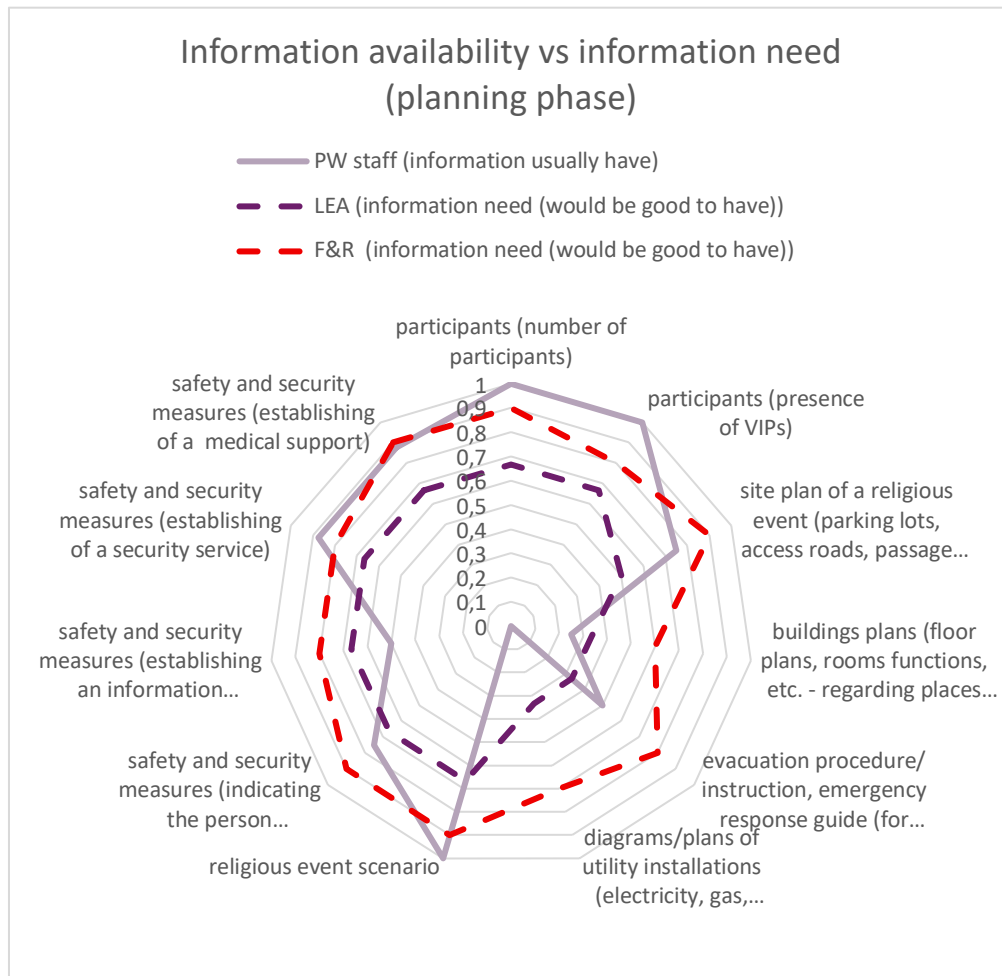 Information availability vs information need
(planning phase)
PW staff (information usually have)
LEA (information need (would be good to have))
F&R (information need (would be good to have))
participants (number of
participants)
participants (presence
of VIPs)
site plan of a religious
event (parking lots,
access roads, passage…
buildings plans (floor
plans, rooms functions,
etc. - regarding places…
evacuation procedure/
instruction, emergency
response guide (for…
diagrams/plans of
utility installations
(electricity, gas,…
religious event scenario
safety and security
measures (indicating
the person…
safety and security
measures (establishing
an information…
safety and security
measures (establishing
of a security service)
safety and security
measures (establishing
of a  medical support)
1
0,9
0,8
0,7
0,6
0,5
0,4
0,3
0,2
0,1
0